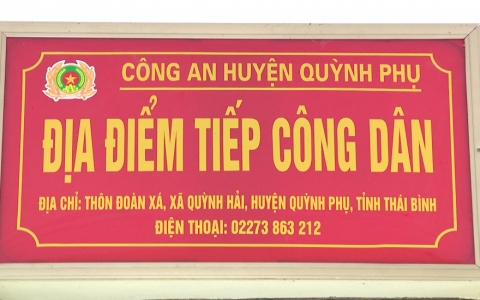 CÔNG AN HUYỆN QUỲNH PHỤ
ĐỊA ĐIỂM TIẾP CÔNG DÂN
ĐỊA CHỈ: THÔN ĐOÀN XÁ, XÃ QUỲNH HẢI, HUYỆN QUỲNH PHỤ, TỈNH THÁI BÌNH
ĐIỆN THOẠI: 02273 863 212